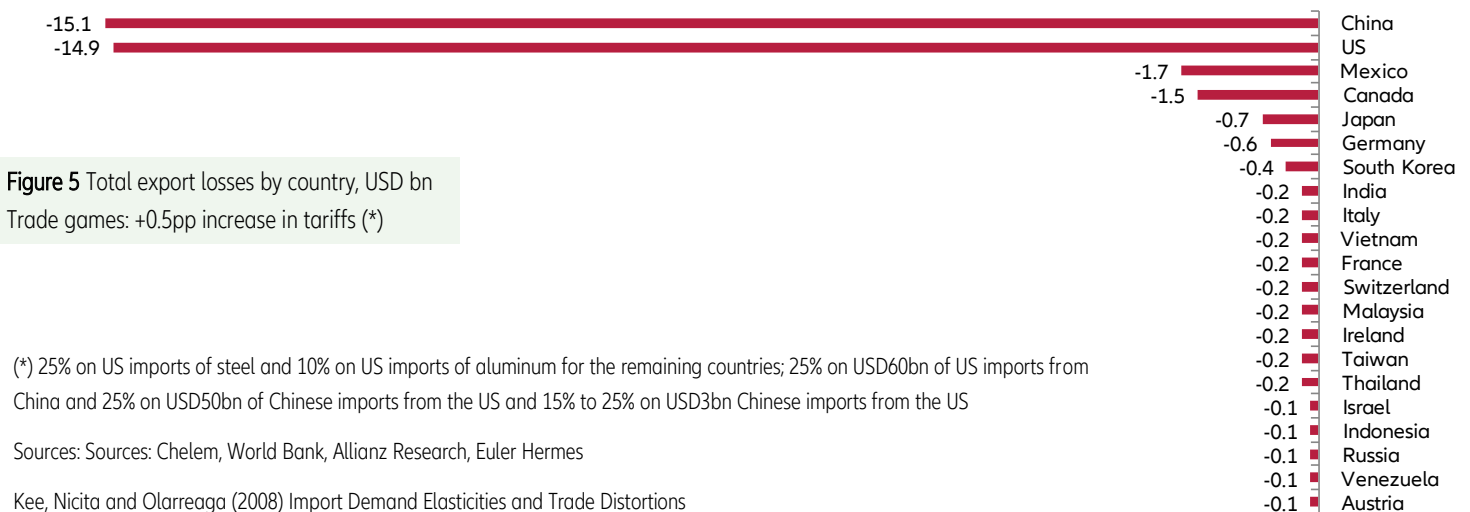 -15.1 China
-14.9 US
-1.7 Mexico
-1.5 Canada
-0.7 Japan
-0.6 Germany
-0.4 South Korea
-0.2 India
-0.2 Italy
-0.2 Vietnam
-0.2 France
-0.2 Switzerland
-0.2 Malaysia
-0.2 Ireland
-0.2 Taiwan
-0.2 Thailand
-0.1 Israel
-0.1 Indonesia
-0.1 Russia
-0.1 Venezuela
-0.1 Austria
Figure 5 Total export losses by country, USD bn
Trade games: +0.5pp increase in tariffs (*)
(*) 25% on US imports of steel and 10% on US imports of aluminum for the remaining countries; 25% on USD60bn of US imports from
China and 25% on USD50bn of Chinese imports from the US and 15% to 25% on USD3bn Chinese imports from the US
Sources: Sources: Chelem, World Bank, Allianz Research, Euler Hermes
Kee, Nicita and Olarreaga (2008) Import Demand Elasticities and Trade Distortions